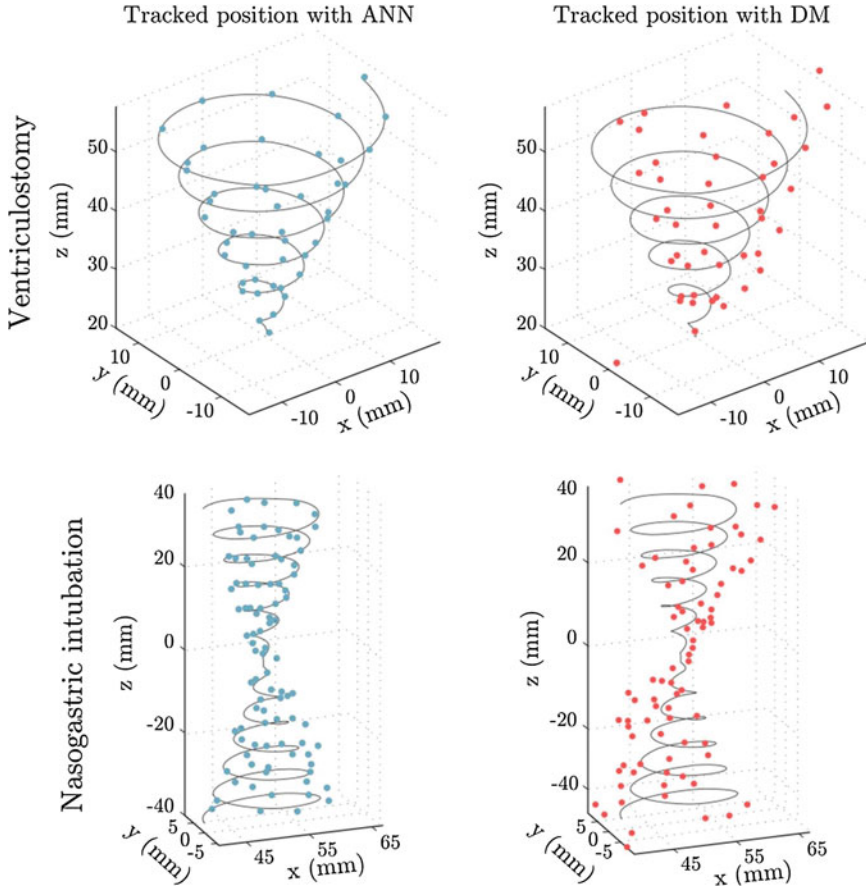 Tracked position with ANN
Tracked position with DM
Ventriculostomy
z (mm)
50
40
30
20
10
0
-10
y (mm)
-10
0
10
x (mm)
z (mm)
50
40
30
20
10
0
-10
y (mm)
-10
0
10
x (mm)
Nasogastric intubation
z (mm)
40
20
0
-20
-40
5
0
-5
y (mm)
45
55
65
x (mm)
z (mm)
40
20
0
-20
-40
5
0
-5
y (mm)
45
55
65
x (mm)